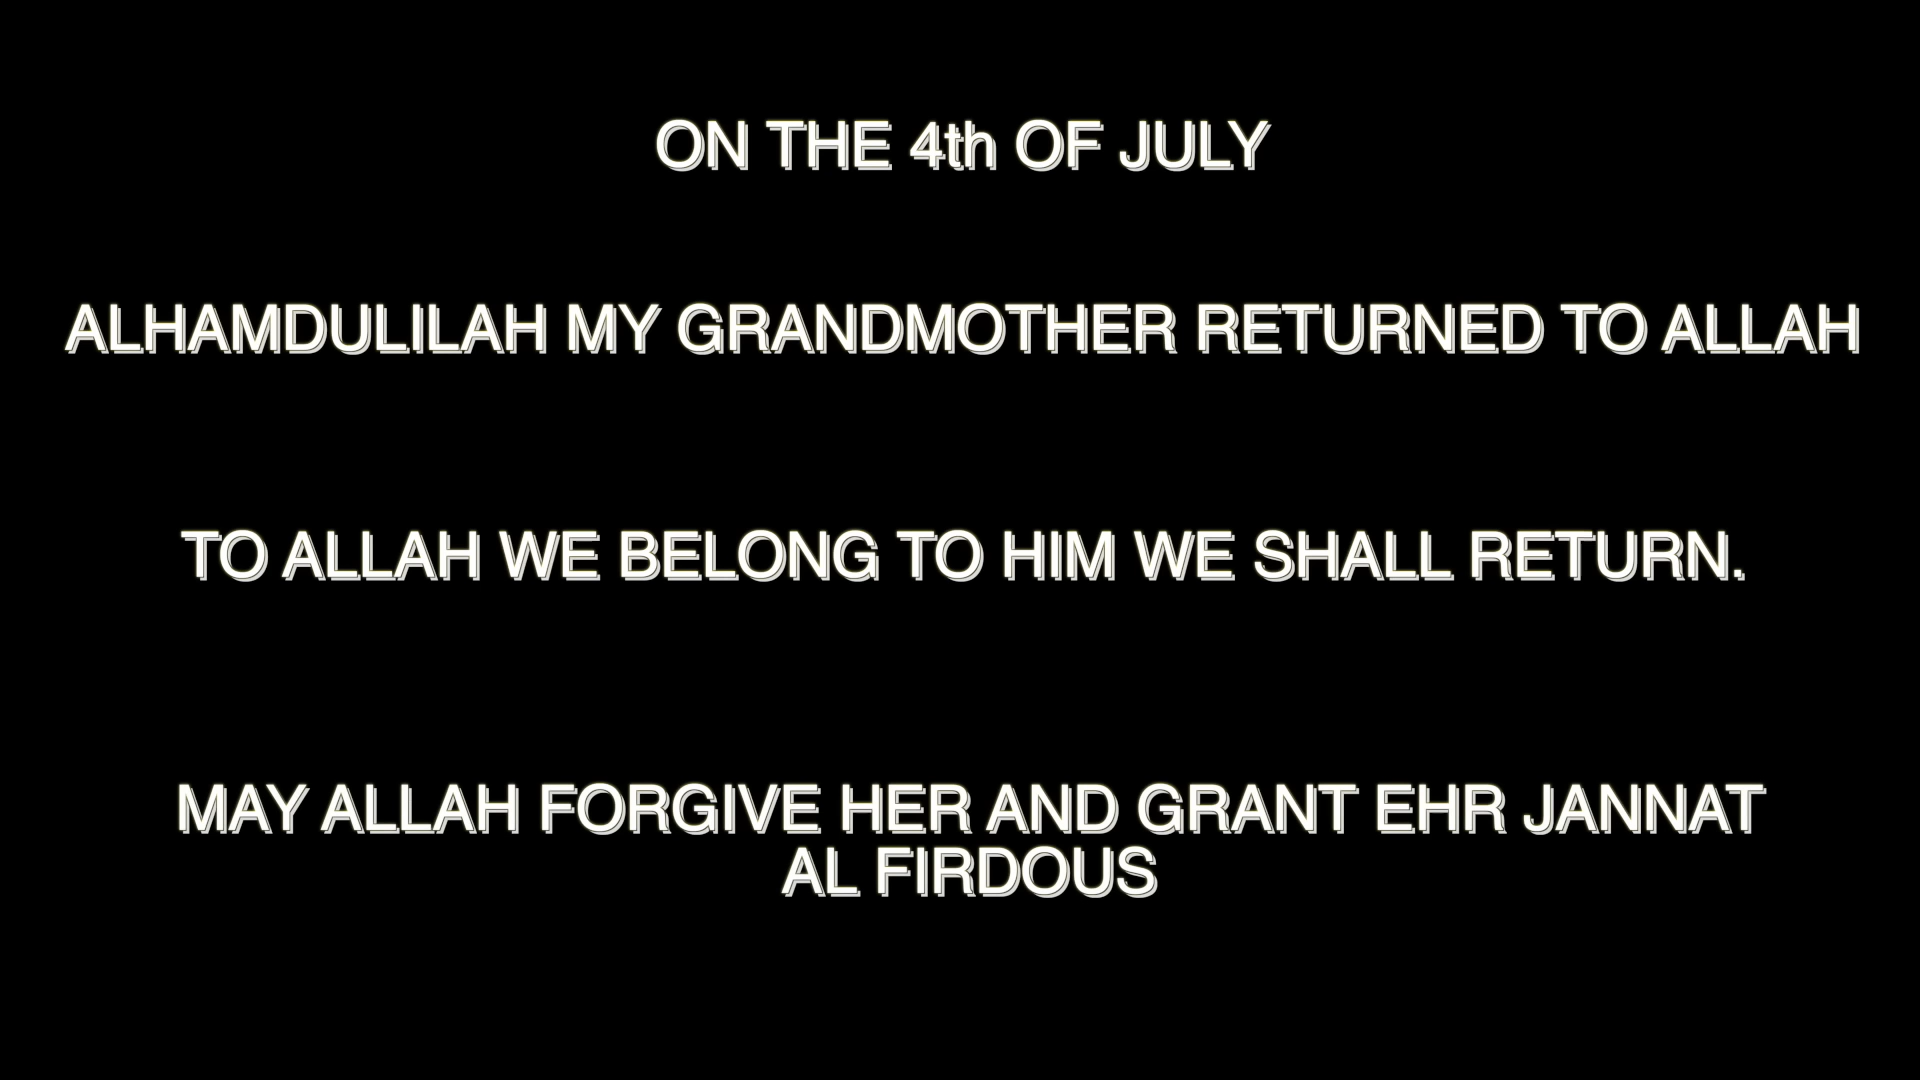 ON THE 4th OF JULY
ALHAMDULILAH MY GRANDMOTHER RETURNED TO ALLAH
TO ALLAH WE BELONG TO HIM WE SHALL RETURN.
MAY ALLAH FORGIVE HER AND GRANT EHR JANNAT
AL FIRDOUS